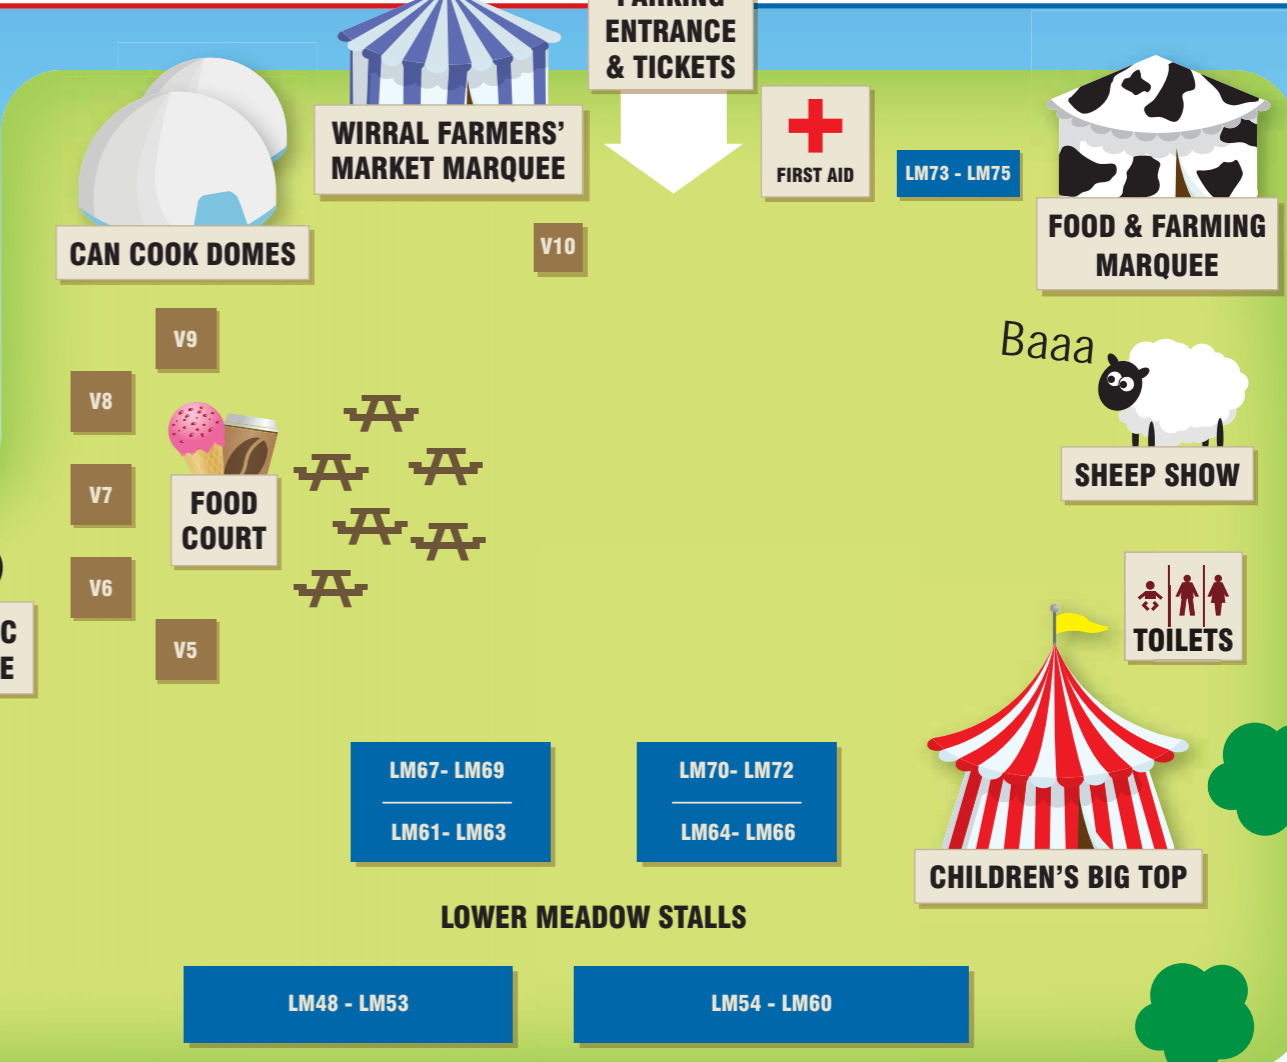 PARKING
ENTRANCE
& TICKETS
WIRRAL FARMERS’
MARKET MARQUEE
FIRST AID
LM73 - LM75
FOOD & FARMING
MARQUEE
CAN COOK DOMES
V10
V9
Baaa
V8
SHEEP SHOW
V7
FOOD
COURT
V6
C
E
TOILETS
V5
LM67- LM69
LM61- LM63
LM70- LM72
LM64- LM66
CHILDREN’S BIG TOP
LOWER MEADOW STALLS
LM48 - LM53
LM54 - LM60